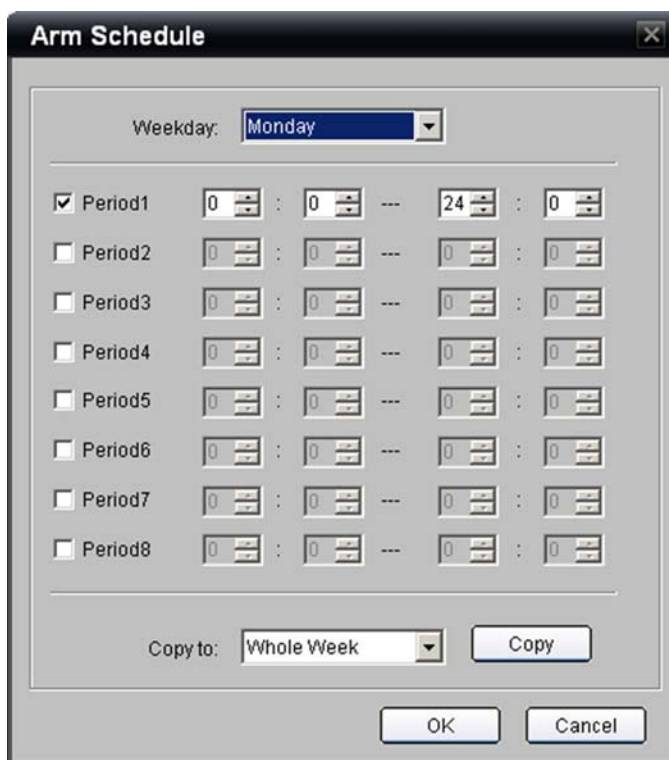 Arm Schedule
Weekday: Monday
Period1 0 : 0 --- 24 : 0
Period2 0 : 0 --- 0 : 0
Period3 0 : 0 --- 0 : 0
Period4 0 : 0 --- 0 : 0
Period5 0 : 0 --- 0 : 0
Period6 0 : 0 --- 0 : 0
Period7 0 : 0 --- 0 : 0
Period8 0 : 0 --- 0 : 0
Copy to: Whole Week Copy
OK Cancel